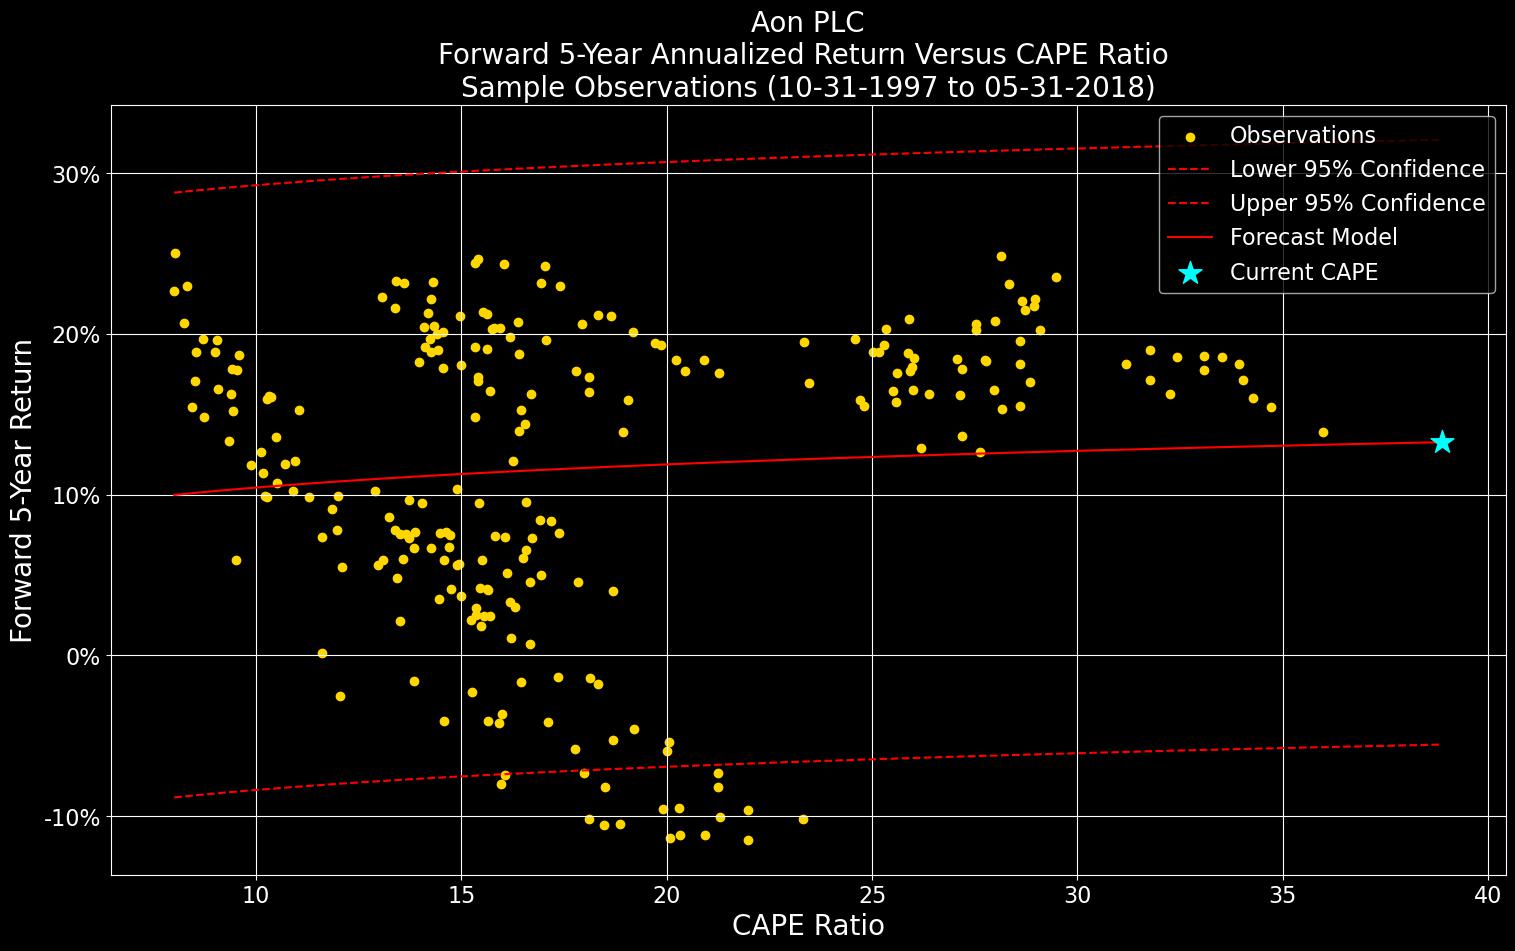 Aon PLC
Forward 5-Year Annualized Return Versus CAPE Ratio
Sample Observations (10-31-1997 to 05-31-2018)
Observations
Lower 95% Confidence
Upper 95% Confidence
Forecast Model
Current CAPE
Forward 5-Year Return
30%
20%
10%
0%
-10%
10 15 20 25 30 35 40
CAPE Ratio